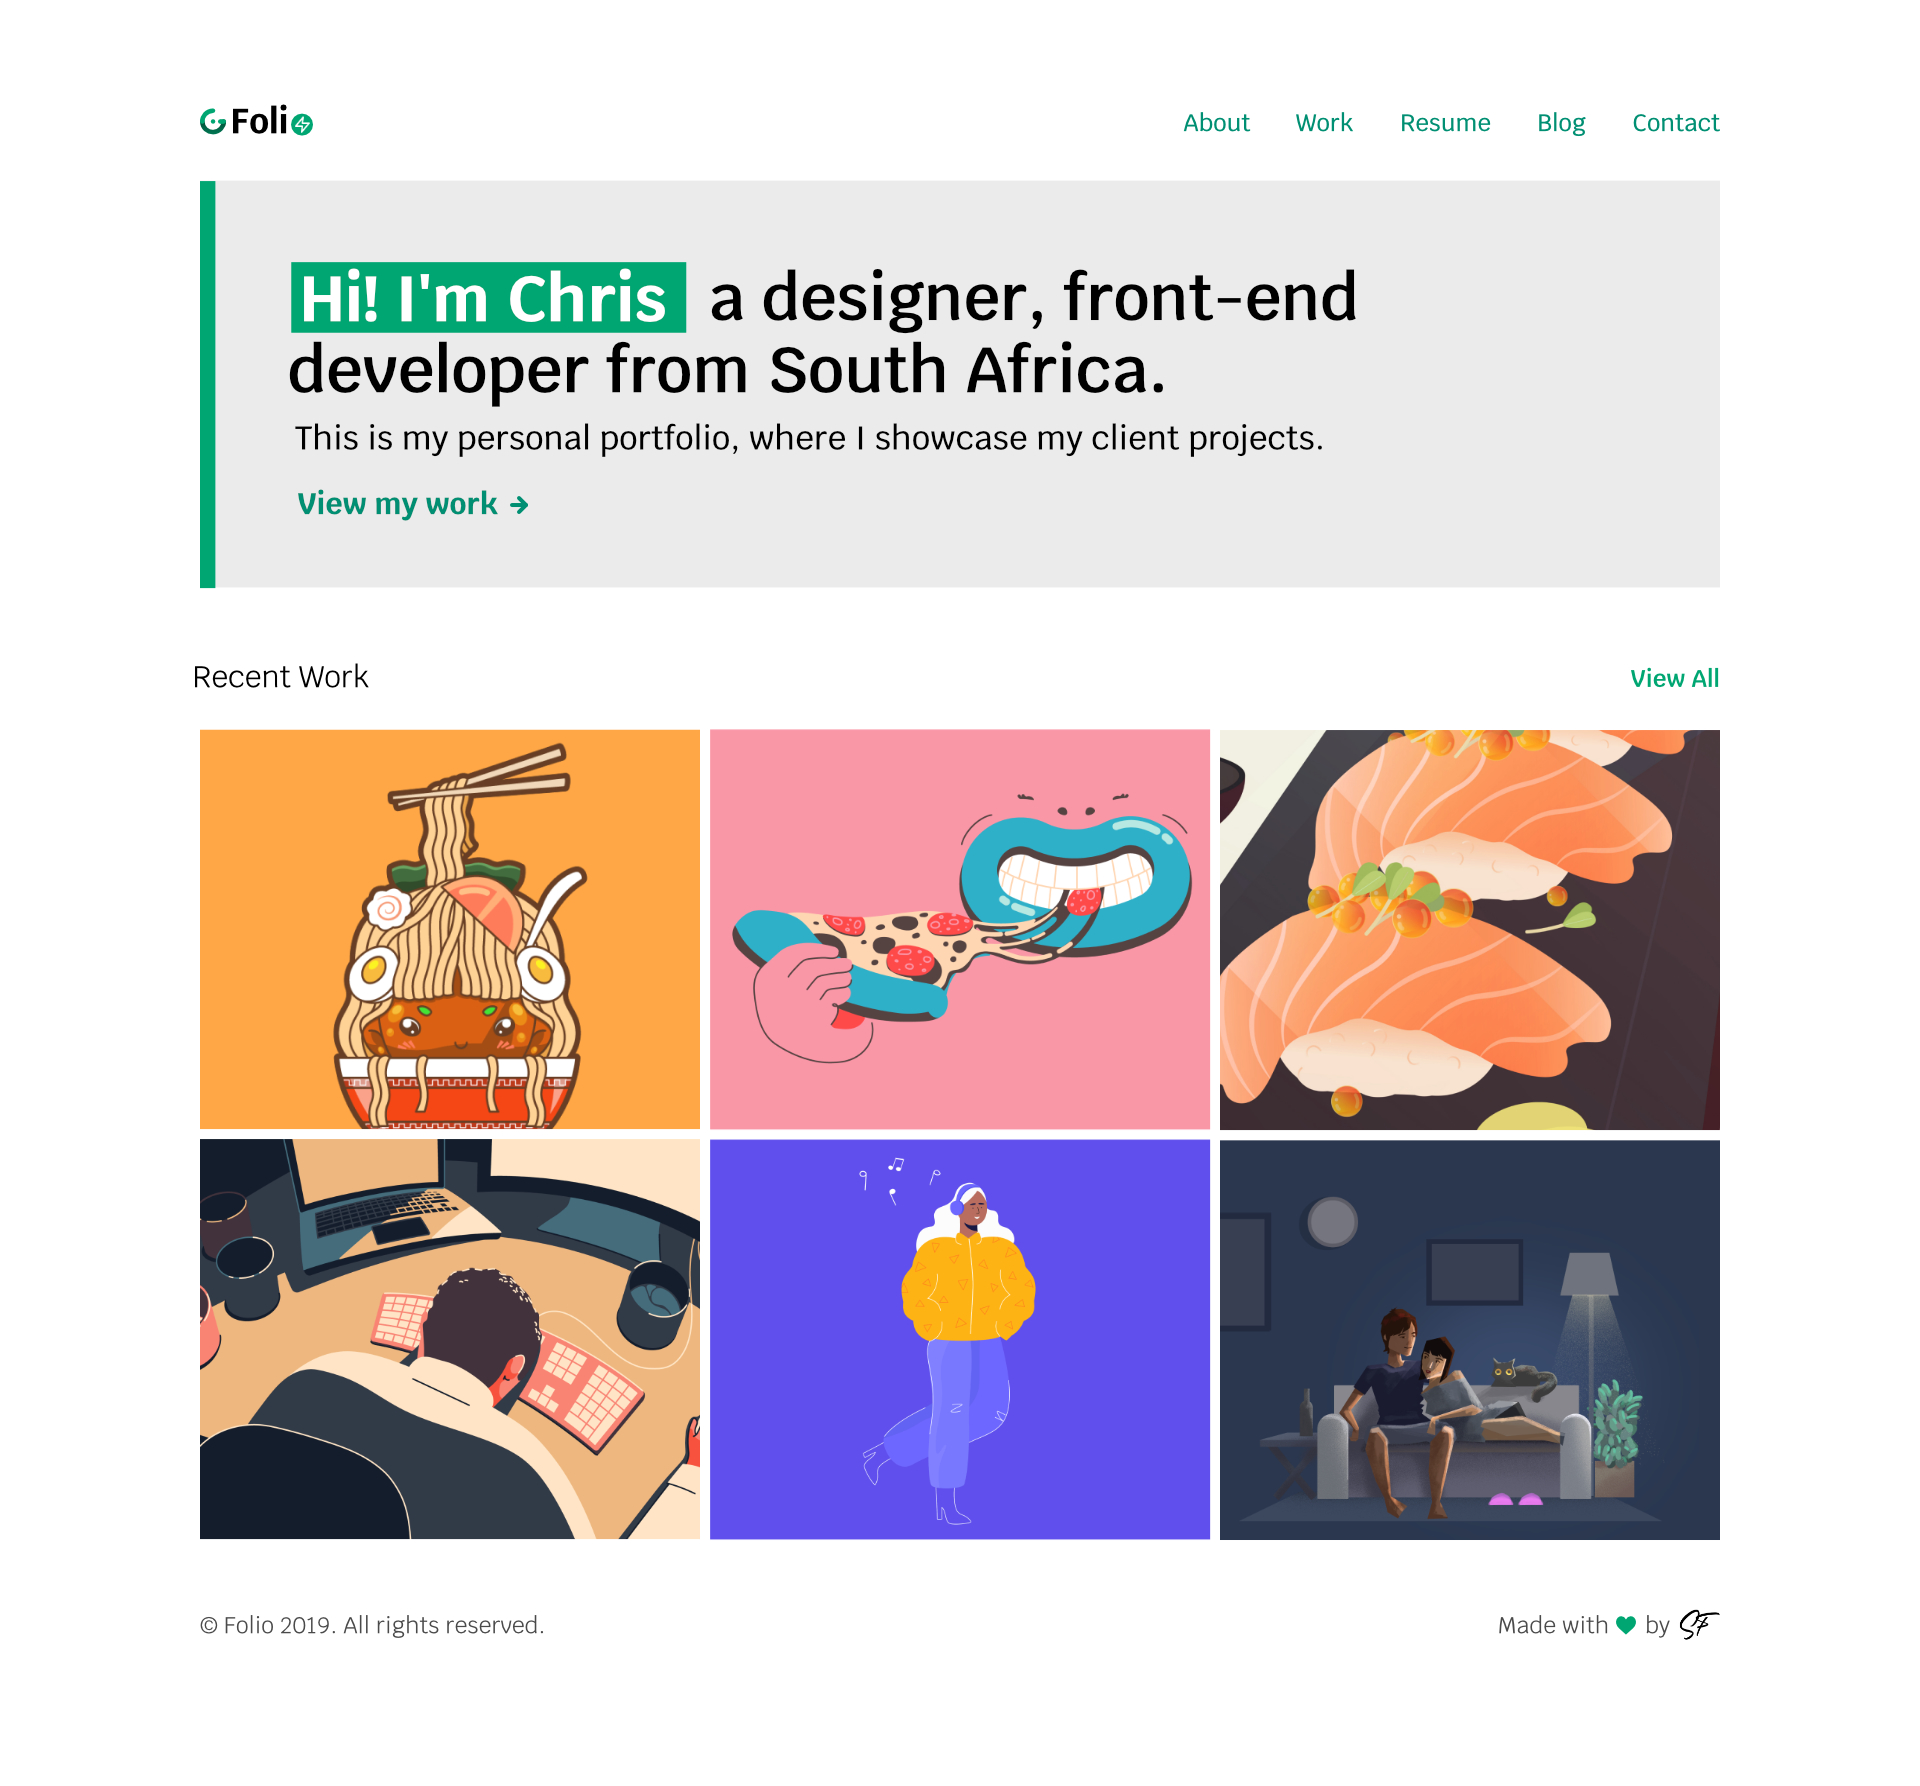 Folio
About Work Resume Blog Contact
Hi! I'm Chris a designer, front-end
developer from South Africa.
This is my personal portfolio, where I showcase my client projects.
View my work →
Recent Work
View All
© Folio 2019. All rights reserved.
Made with by SF